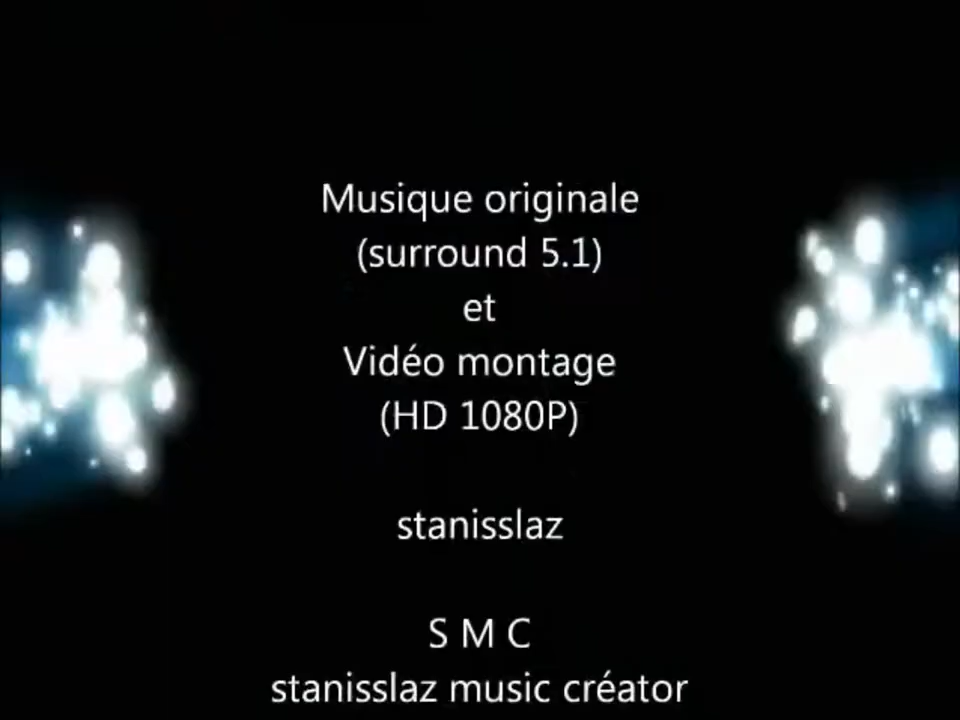 Musique originale
(surround 5.1)
et
Vidéo montage
(HD 1080P)
stanisslaz
S M C
stanisslaz music créator